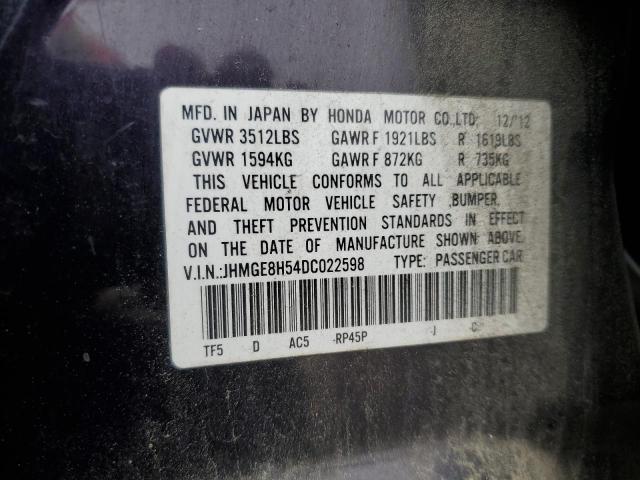 MFD. IN JAPAN BY HONDA MOTOR CO.,LTD. 12/12
GVWR 3512LBS GAWR F 1921LBS R 1619LBS
GVWR 1594KG GAWR F 872KG R 735KG
THIS VEHICLE CONFORMS TO ALL APPLICABLE
FEDERAL MOTOR VEHICLE SAFETY ,BUMPER,
AND THEFT PREVENTION STANDARDS IN EFFECT
ON THE DATE OF MANUFACTURE SHOWN ABOVE.
V.I.N.:JHMGE8H54DC022598 TYPE: PASSENGER CAR
TF5 D AC5 -RP45P -J C-